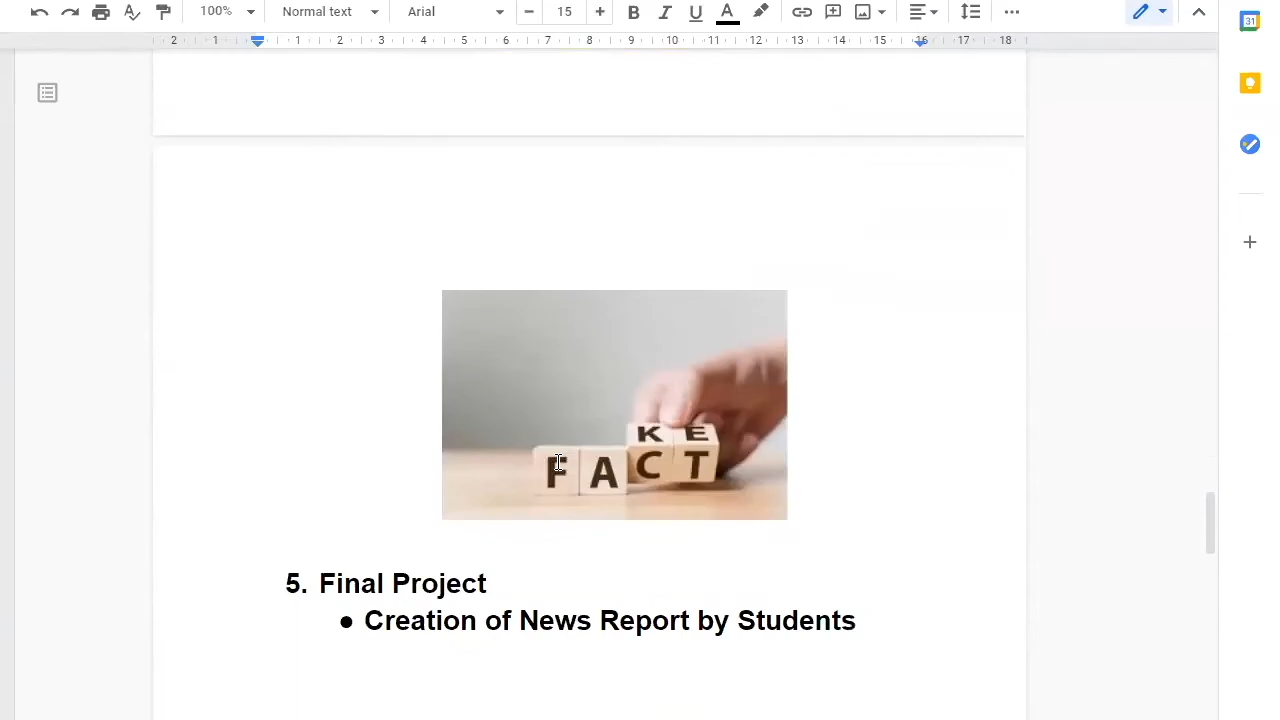 100% Normal text Arial 15 B I U A
31
2 1 1 2 3 4 5 6 7 8 9 10 11 12 13 14 15 16 17 18
K E
F A C T
5. Final Project
● Creation of News Report by Students